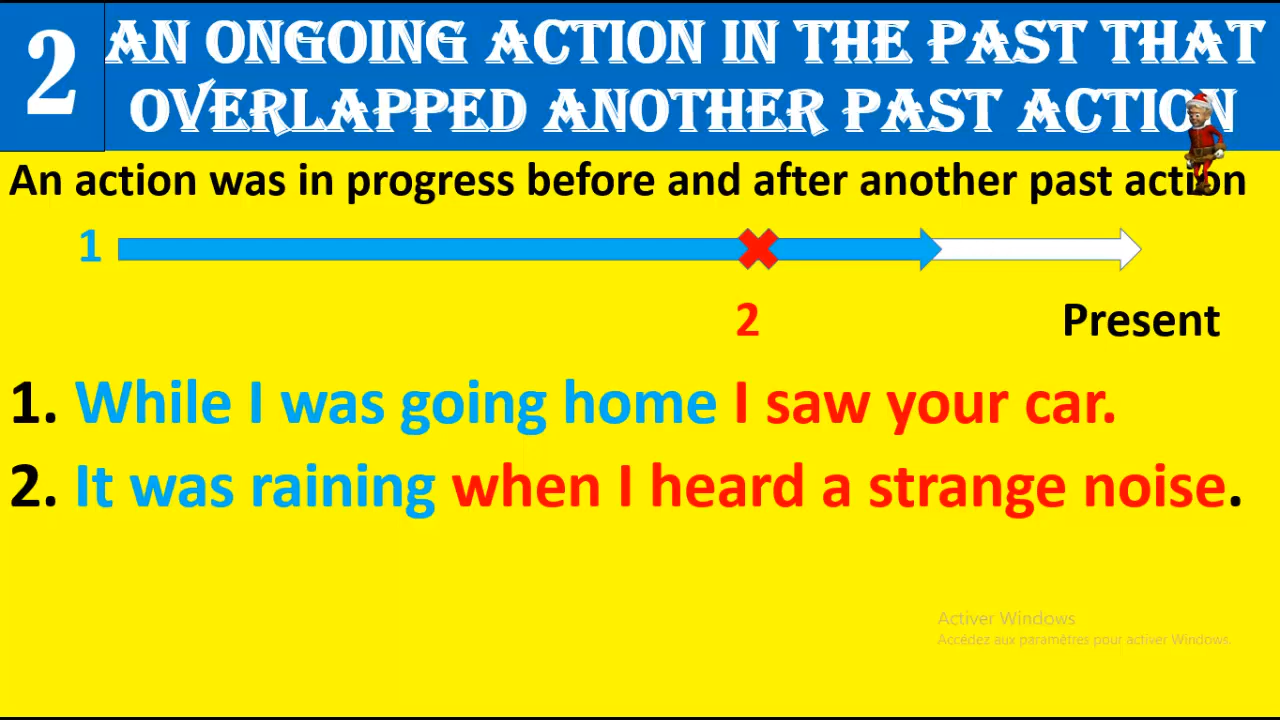 2
AN ONGOING ACTION IN THE PAST THAT
OVERLAPPED ANOTHER PAST ACTION
An action was in progress before and after another past action
1
2
Present
1. While I was going home I saw your car.
2. It was raining when I heard a strange noise.
Activer Windows
Accédez aux paramètres pour activer Windows.